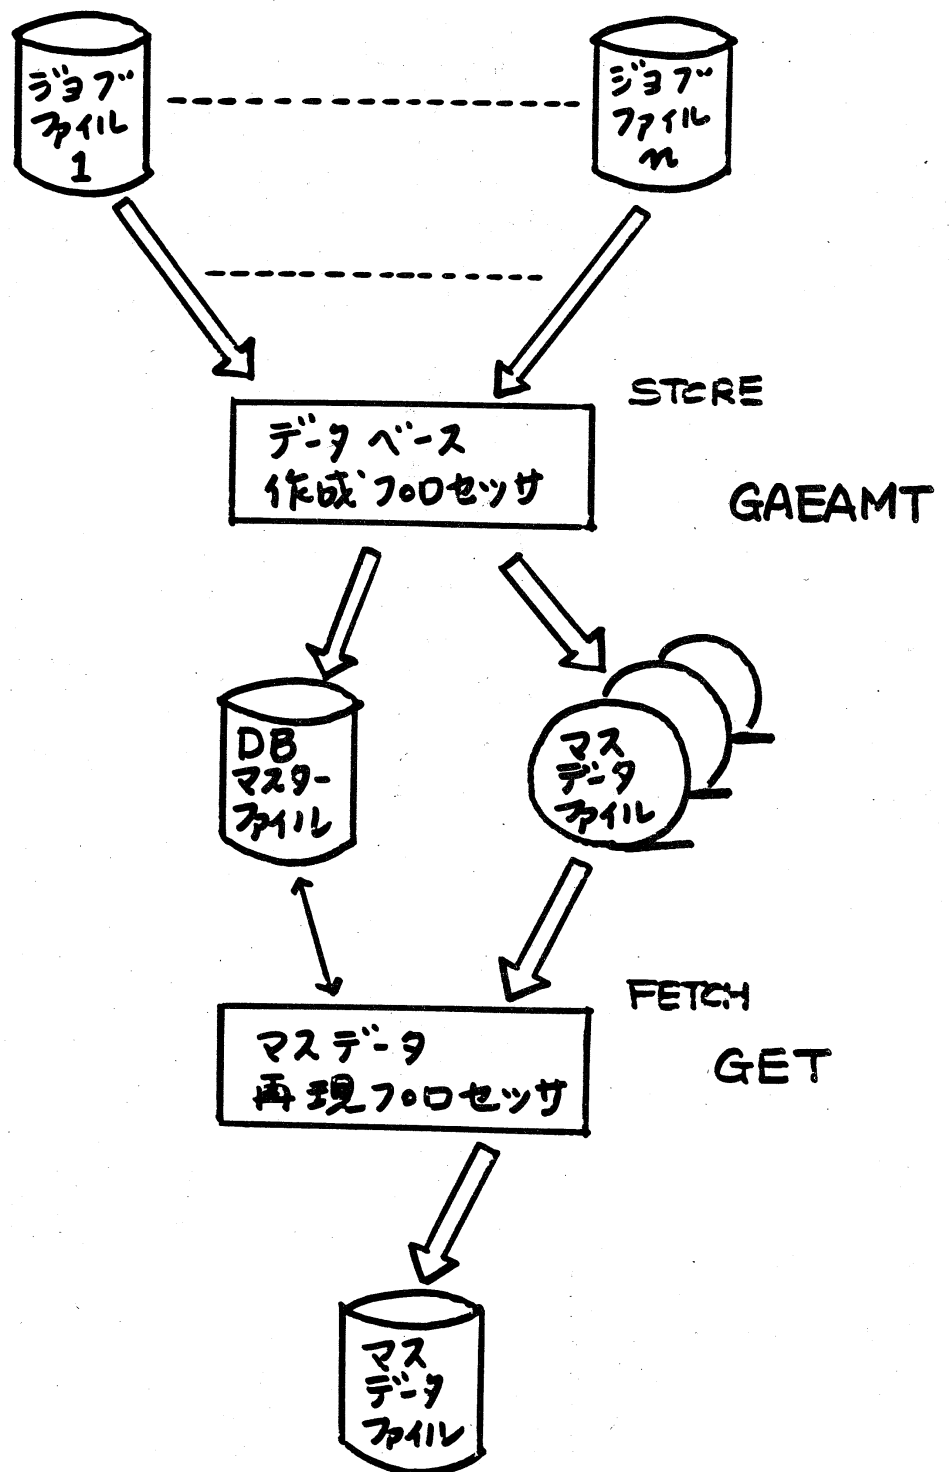 ジョブ
ファイル
1
ジョブ
ファイル
n
STORE
データベース
作成プロセッサ
GAEAMT
DB
マスター
ファイル
マス
データ
ファイル
FETCH
マスデータ
再現プロセッサ
GET
マス
データ
ファイル